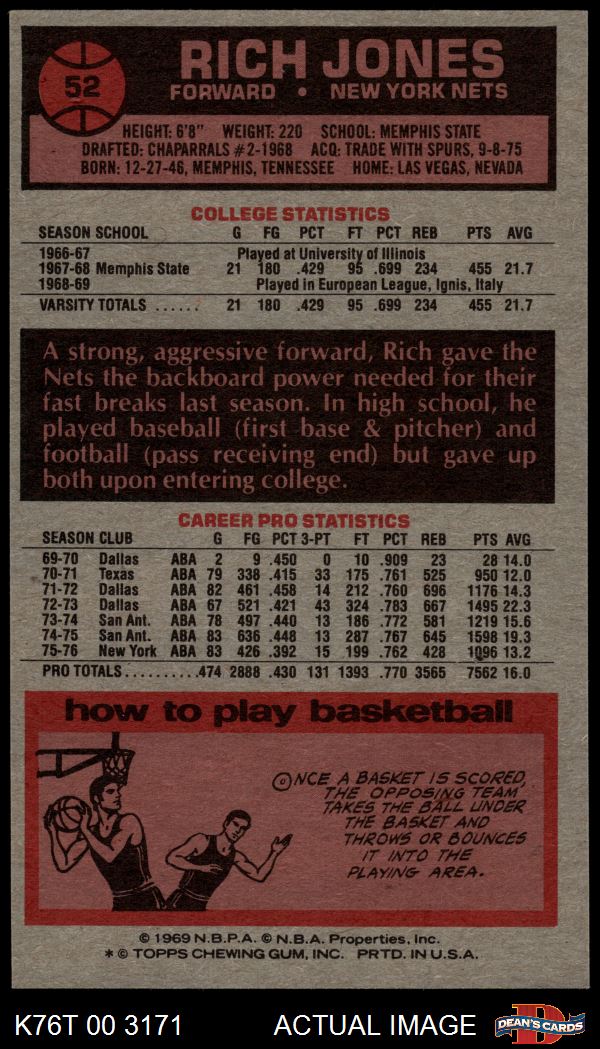 52
RICH JONES
FORWARD • NEW YORK NETS
HEIGHT: 6'8" WEIGHT: 220 SCHOOL: MEMPHIS STATE
DRAFTED: CHAPARRALS #2-1968 ACQ: TRADE WITH SPURS, 9-8-75
BORN: 12-27-46, MEMPHIS, TENNESSEE HOME: LAS VEGAS, NEVADA
COLLEGE STATISTICS
SEASON SCHOOL G FG PCT FT PCT REB PTS AVG
1966-67 Played at University of Illinois
1967-68 Memphis State 21 180 .429 95 .699 234 455 21.7
1968-69 Played in European League, Ignis, Italy
VARSITY TOTALS ...... 21 180 .429 95 .699 234 455 21.7
A strong, aggressive forward, Rich gave the
Nets the backboard power needed for their
fast breaks last season. In high school, he
played baseball (first base & pitcher) and
football (pass receiving end) but gave up
both upon entering college.
CAREER PRO STATISTICS
SEASON CLUB G FG PCT 3-PT FT PCT REB PTS AVG
69-70 Dallas ABA 2 9 .450 0 10 .909 23 28 14.0
70-71 Texas ABA 79 338 .415 33 175 .761 525 950 12.0
71-72 Dallas ABA 82 461 .458 14 212 .760 696 1176 14.3
72-73 Dallas ABA 67 521 .421 43 324 .783 667 1495 22.3
73-74 San Ant. ABA 78 497 .440 13 186 .772 581 1219 15.6
74-75 San Ant. ABA 83 636 .448 13 287 .767 645 1598 19.3
75-76 New York ABA 83 426 .392 15 199 .762 428 1096 13.2
PRO TOTALS..........474 2888 .430 131 1393 .770 3565 7562 16.0
how to play basketball
ONCE A BASKET IS SCORED,
THE OPPOSING TEAM
TAKES THE BALL UNDER
THE BASKET AND
THROWS OR BOUNCES
IT INTO THE
PLAYING AREA.
© 1969 N.B.P.A. © N.B.A. Properties, Inc.
* © TOPPS CHEWING GUM, INC. PRTD. IN U.S.A.
K76T 00 3171 ACTUAL IMAGE DEAN'S CARDS